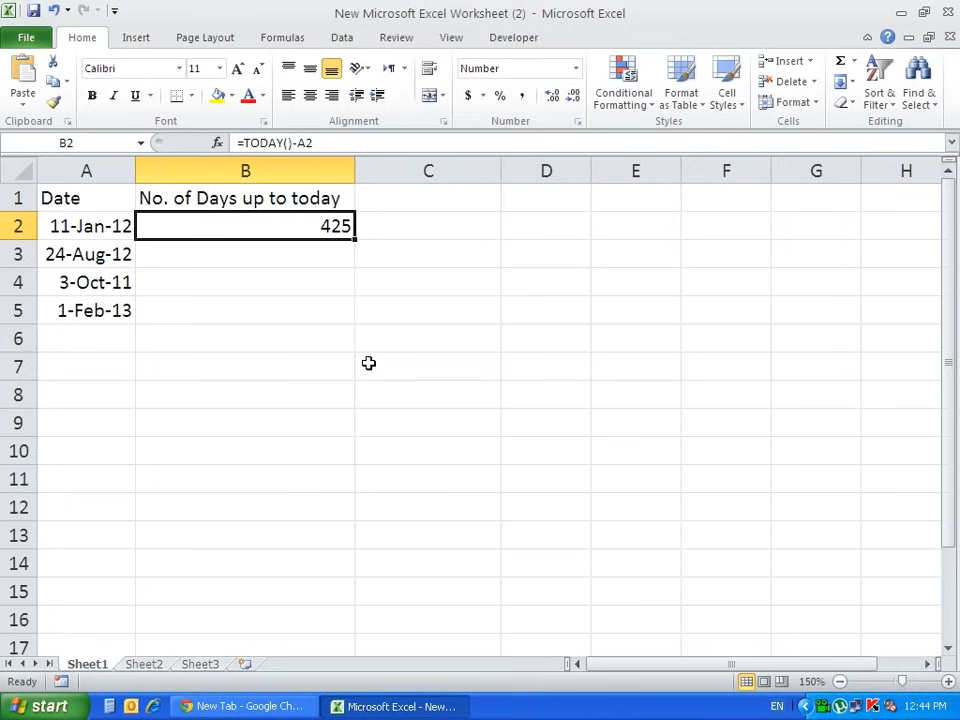 New Microsoft Excel Worksheet (2) - Microsoft Excel
File Home Insert Page Layout Formulas Data Review View Developer
Calibri 11 Number Insert
Paste Delete
B I U $ % , Conditional Formatting Format as Table Cell Styles Format Sort & Filter Find & Select
Clipboard Font Alignment Number Styles Cells Editing
B2 fx =TODAY()-A2
A B C D E F G H
1 Date No. of Days up to today
2 11-Jan-12 425
3 24-Aug-12
4 3-Oct-11
5 1-Feb-13
6
7
8
9
10
11
12
13
14
15
16
17
Sheet1 Sheet2 Sheet3
Ready 150%
start New Tab - Google Ch... Microsoft Excel - New... EN 12:44 PM